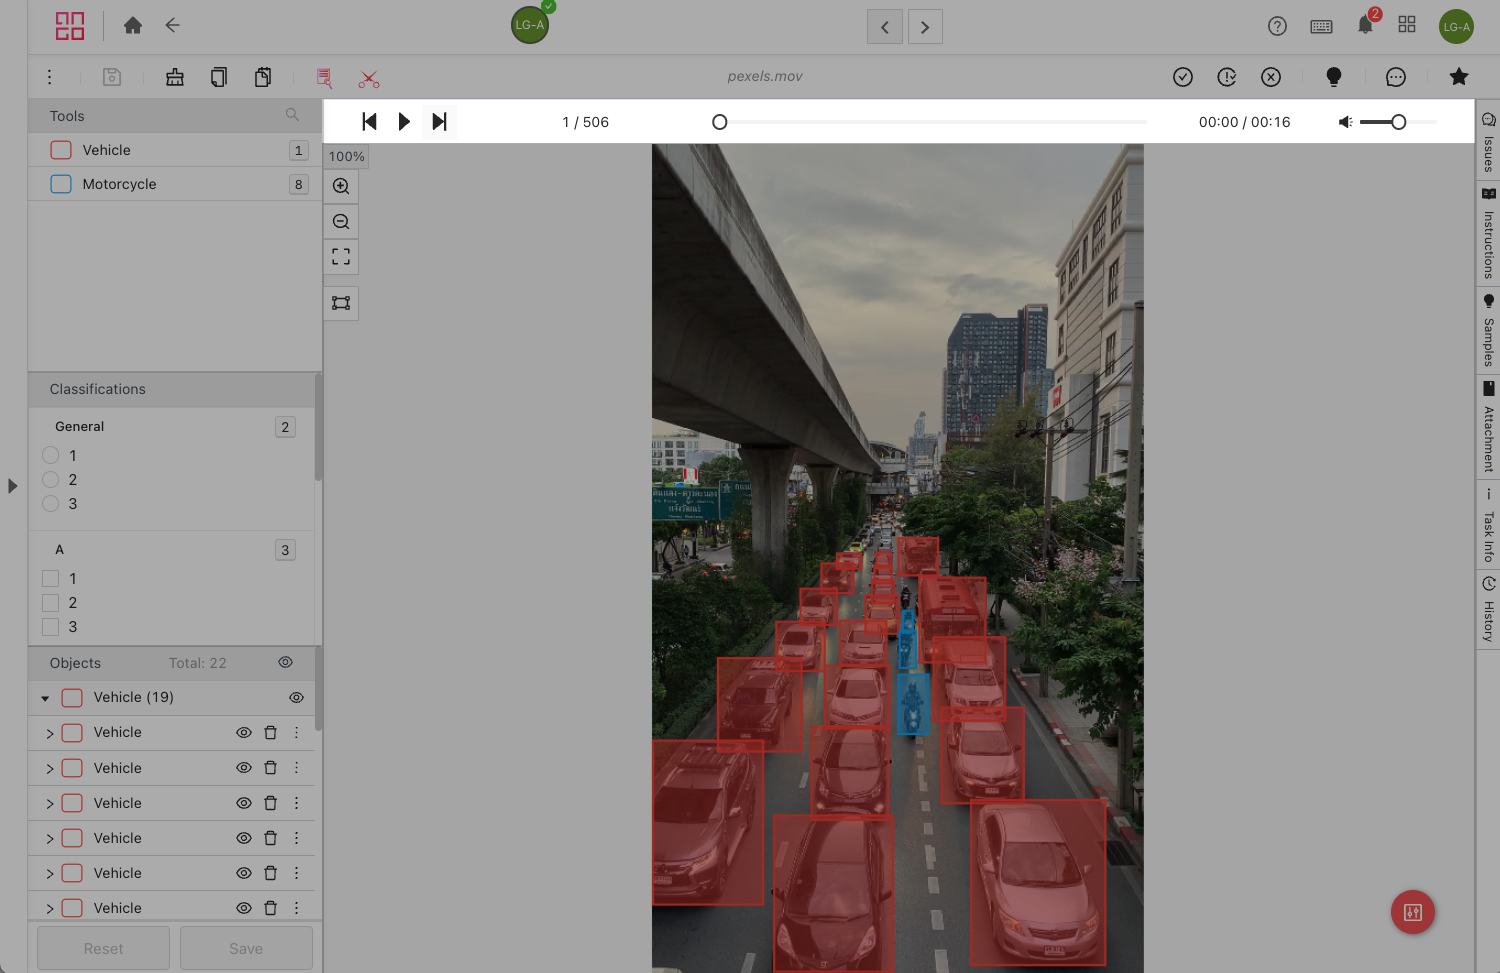 LG-A
2
LG-A
pexels.mov
Tools
1 / 506
00:00 / 00:16
Vehicle
1
100%
Motorcycle
8
Issues
Instructions
Samples
Attachment
Task Info
History
Classifications
General
2
1
2
3
A
3
1
2
3
Objects
Total: 22
Vehicle (19)
Vehicle
Vehicle
Vehicle
Vehicle
Vehicle
Vehicle
Reset
Save